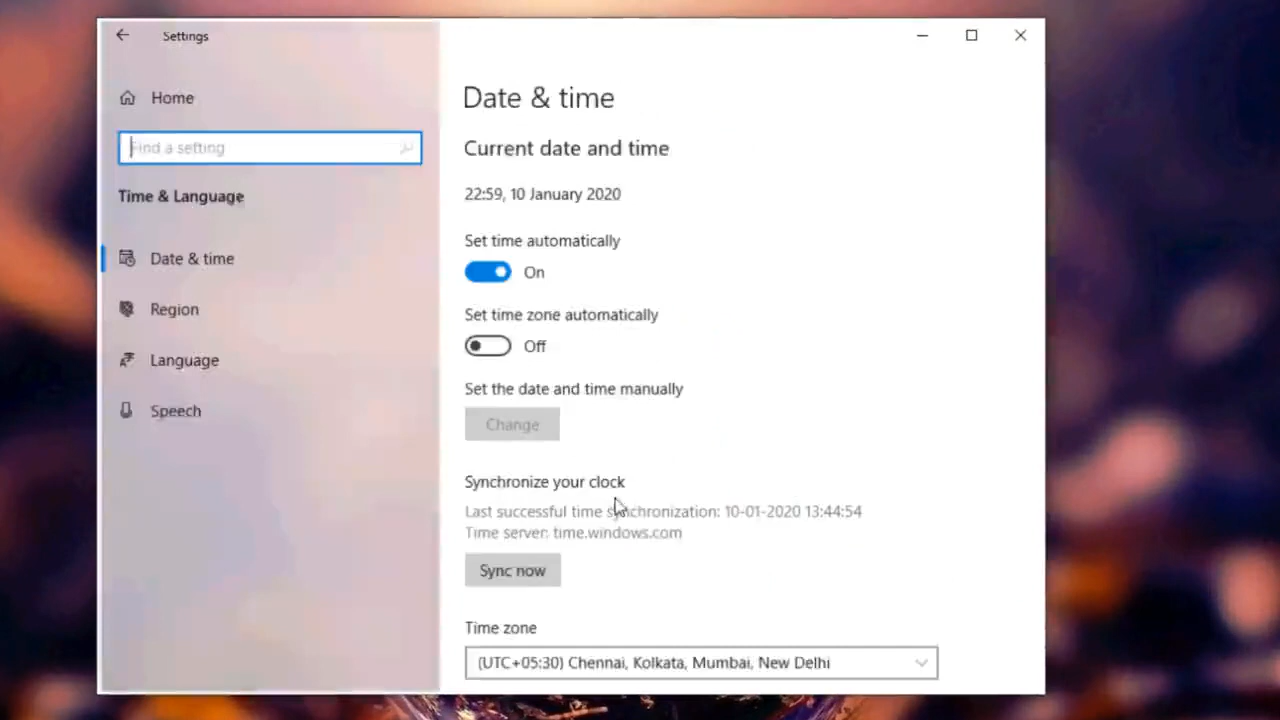 Settings
Home
Find a setting
Time & Language
Date & time
Region
Language
Speech
Date & time
Current date and time
22:59, 10 January 2020
Set time automatically
On
Set time zone automatically
Off
Set the date and time manually
Change
Synchronize your clock
Last successful time synchronization: 10-01-2020 13:44:54
Time server: time.windows.com
Sync now
Time zone
(UTC+05:30) Chennai, Kolkata, Mumbai, New Delhi